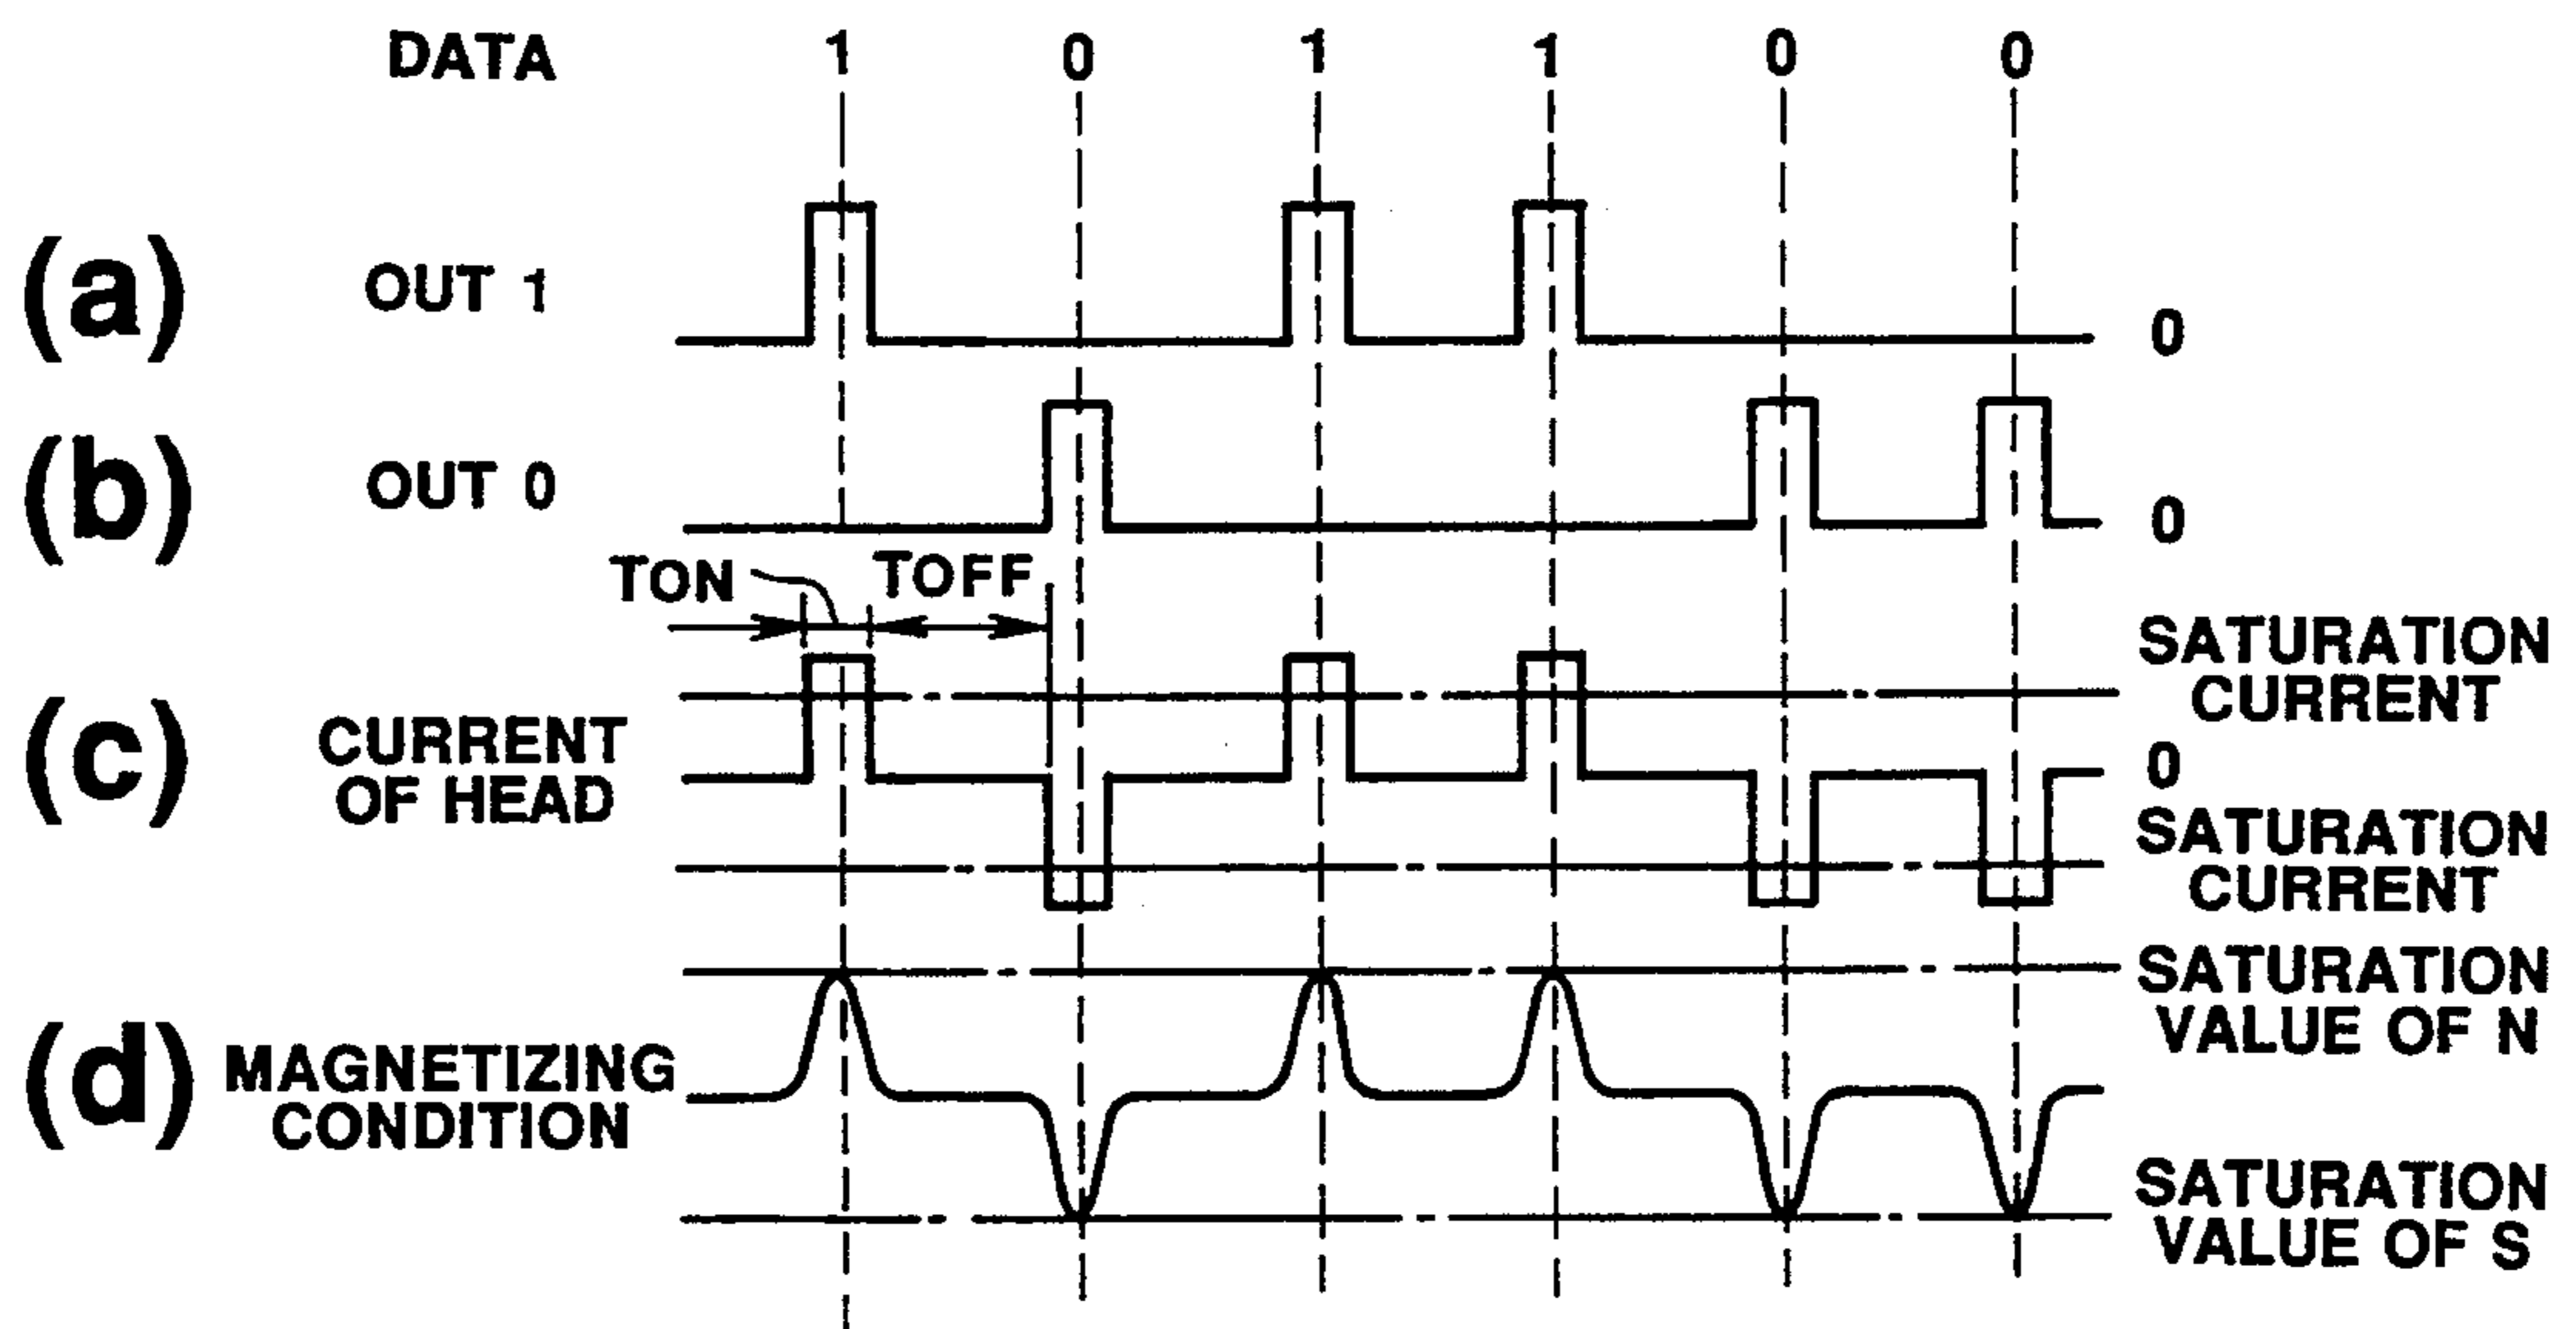 DATA 1 0 1 1 0 0
(a) OUT 1 0
(b) OUT 0 0
TON TOFF
(c) CURRENT OF HEAD
SATURATION CURRENT
0
SATURATION CURRENT
(d) MAGNETIZING CONDITION
SATURATION VALUE OF N
SATURATION VALUE OF S